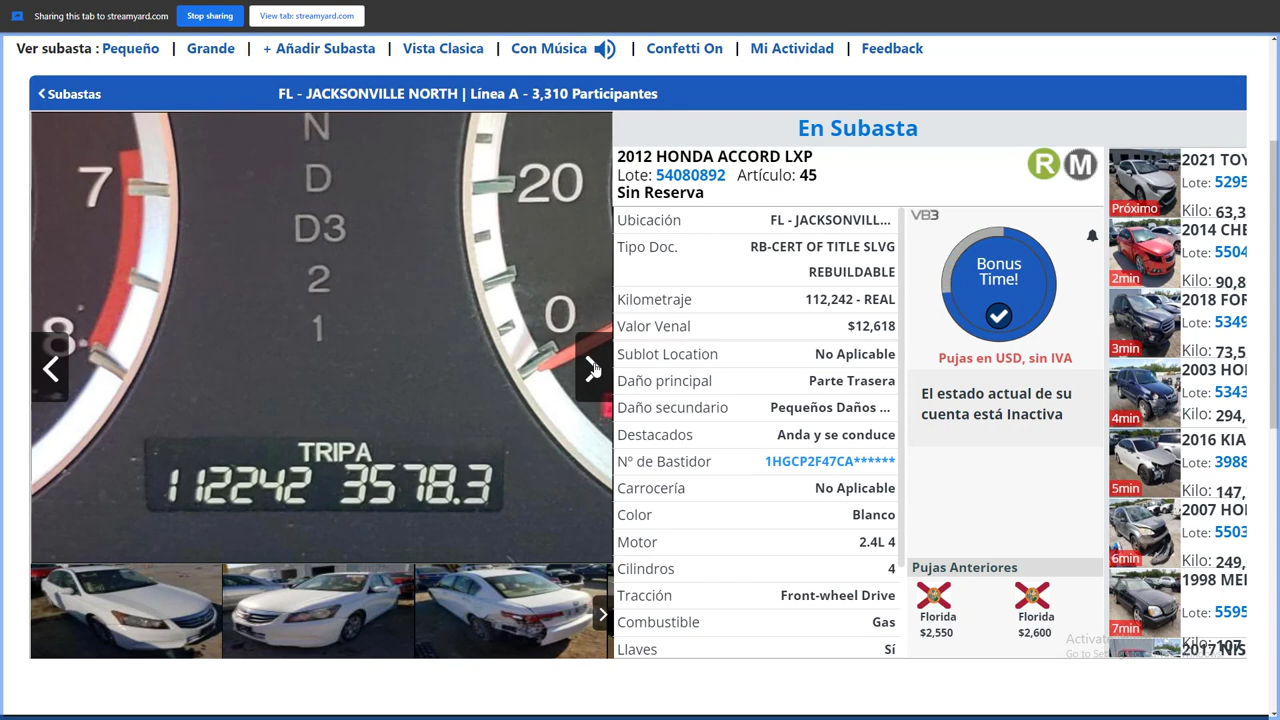 Sharing this tab to streamyard.com Stop sharing View tab: streamyard.com
Ver subasta : Pequeño | Grande | + Añadir Subasta | Vista Clasica | Con Música | Confetti On | Mi Actividad | Feedback
Subastas FL - JACKSONVILLE NORTH | Línea A - 3,310 Participantes
7
8
N
D
D3
2
1
20
0
TRIPA
112242 3578.3
En Subasta
2012 HONDA ACCORD LXP
Lote: 54080892 Artículo: 45
Sin Reserva
R M
Ubicación FL - JACKSONVILL...
Tipo Doc. RB-CERT OF TITLE SLVG
REBUILDABLE
Kilometraje 112,242 - REAL
Valor Venal $12,618
Sublot Location No Aplicable
Daño principal Parte Trasera
Daño secundario Pequeños Daños ...
Destacados Anda y se conduce
Nº de Bastidor 1HGCP2F47CA******
Carrocería No Aplicable
Color Blanco
Motor 2.4L 4
Cilindros 4
Tracción Front-wheel Drive
Combustible Gas
Llaves Sí
VB3
Bonus
Time!
Pujas en USD, sin IVA
El estado actual de su
cuenta está Inactiva
Pujas Anteriores
Florida
$2,550
Florida
$2,600
2021 TOY
Lote: 5295
Próximo
Kilo: 63,3
2014 CHE
Lote: 5504
2min
Kilo: 90,8
2018 FOR
Lote: 5349
3min
Kilo: 73,5
2003 HO
Lote: 5343
4min
Kilo: 294,
2016 KIA
Lote: 3988
5min
Kilo: 147,
2007 HO
Lote: 5503
6min
Kilo: 249,
1998 ME
Lote: 5595
7min
Kilo: 107,
2017 NIS